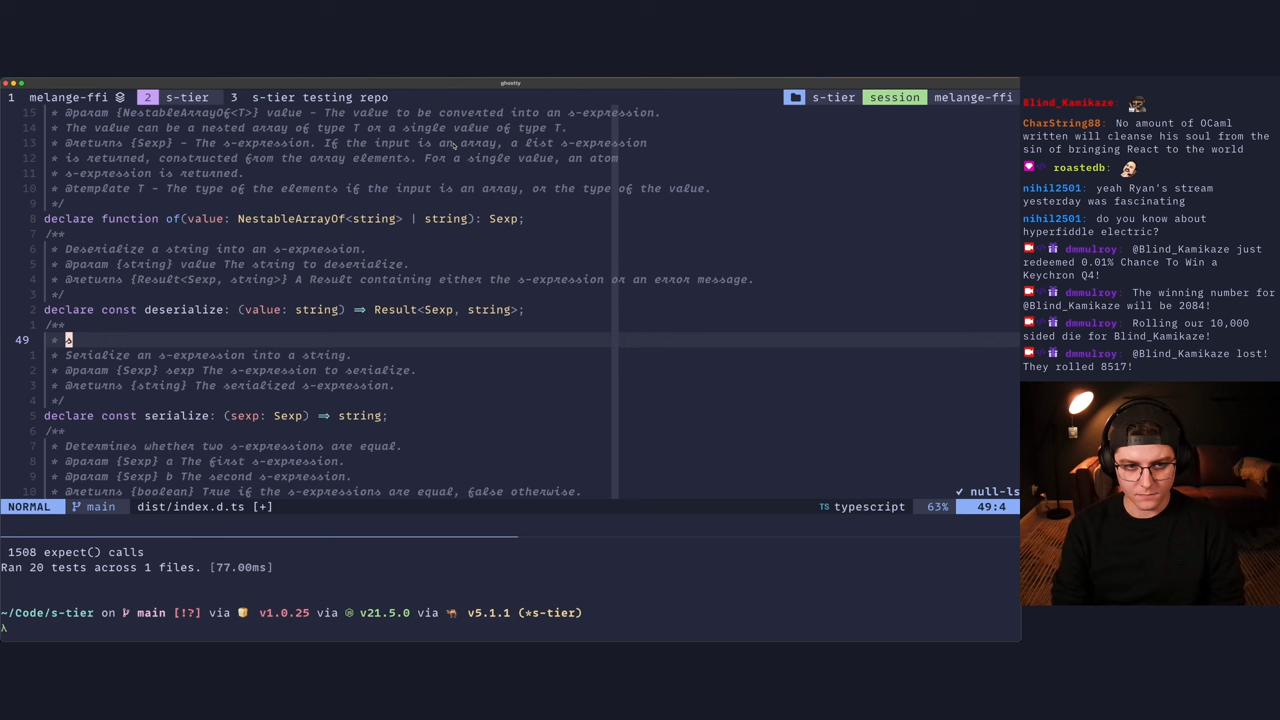 ghostty
1 melange-ffi 2 s-tier 3 s-tier testing repo s-tier session melange-ffi
15 * @param {NestableArrayOf<T>} value - The value to be converted into an s-expression.
14 * The value can be a nested array of type T or a single value of type T.
13 * @returns {Sexp} - The s-expression. If the input is an array, a list s-expression
12 * is returned, constructed from the array elements. For a single value, an atom
11 * s-expression is returned.
10 * @template T - The type of the elements if the input is an array, or the type of the value.
9 */
8 declare function of(value: NestableArrayOf<string> | string): Sexp;
7 /**
6 * Deserialize a string into an s-expression.
5 * @param {string} value The string to deserialize.
4 * @returns {Result<Sexp, string>} A Result containing either the s-expression or an error message.
3 */
2 declare const deserialize: (value: string) => Result<Sexp, string>;
1 /**
49 * s
1 * Serialize an s-expression into a string.
2 * @param {Sexp} sexp The s-expression to serialize.
3 * @returns {string} The serialized s-expression.
4 */
5 declare const serialize: (sexp: Sexp) => string;
6 /**
7 * Determines whether two s-expressions are equal.
8 * @param {Sexp} a The first s-expression.
9 * @param {Sexp} b The second s-expression.
10 * @returns {boolean} True if the s-expressions are equal, false otherwise.
✓ null-ls
NORMAL main dist/index.d.ts [+] TS typescript 63% 49:4
1508 expect() calls
Ran 20 tests across 1 files. [77.00ms]
~/Code/s-tier on main [!?] via v1.0.25 via v21.5.0 via v5.1.1 (*s-tier)
λ
Blind_Kamikaze:
CharString88: No amount of OCaml
written will cleanse his soul from the
sin of bringing React to the world
roastedb:
nihil2501: yeah Ryan's stream
yesterday was fascinating
nihil2501: do you know about
hyperfiddle electric?
dmmulroy: @Blind_Kamikaze just
redeemed 0.01% Chance To Win a
Keychron Q4!
dmmulroy: The winning number for
@Blind_Kamikaze will be 2084!
dmmulroy: Rolling our 10,000
sided die for Blind_Kamikaze!
dmmulroy: @Blind_Kamikaze lost!
They rolled 8517!